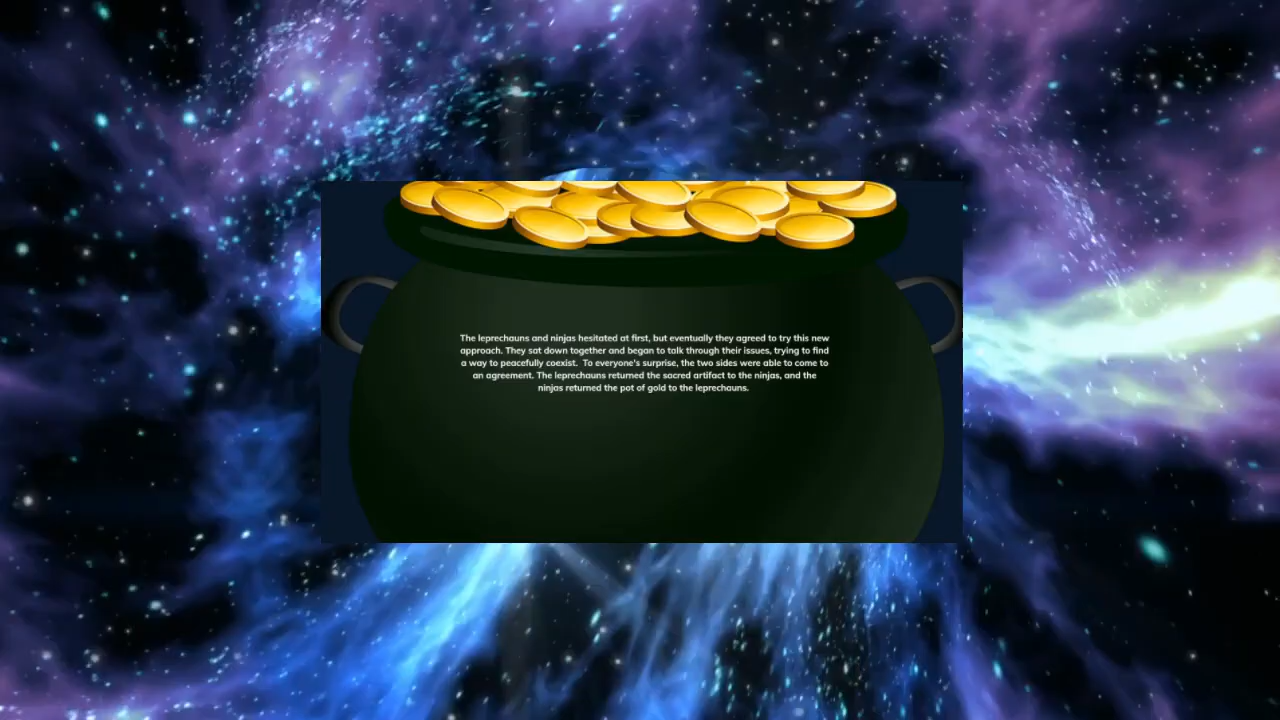 The leprechauns and ninjas hesitated at first, but eventually they agreed to try this new
approach. They sat down together and began to talk through their issues, trying to find
a way to peacefully coexist.  To everyone's surprise, the two sides were able to come to
an agreement. The leprechauns returned the sacred artifact to the ninjas, and the
ninjas returned the pot of gold to the leprechauns.